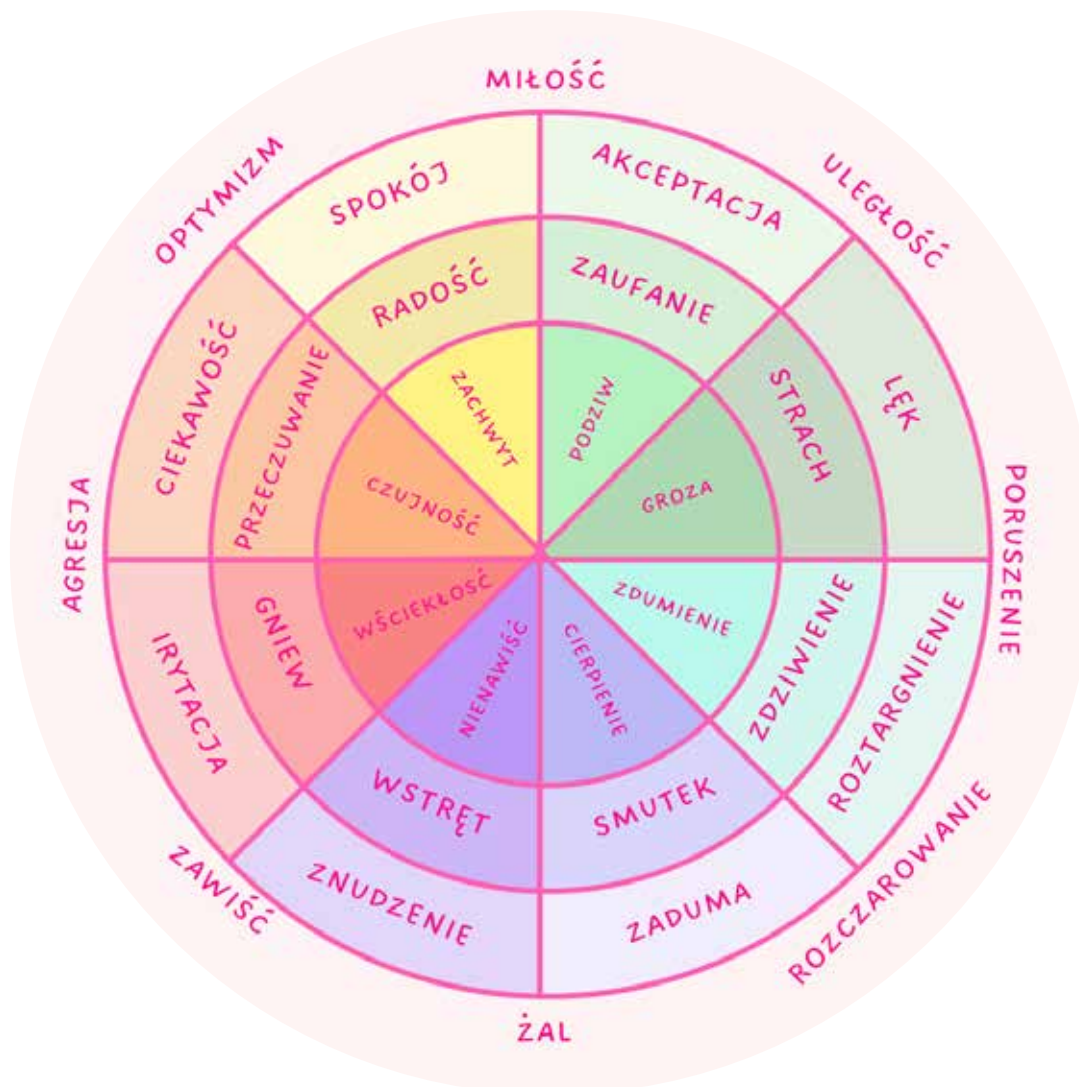 MIŁOŚĆ
OPTYMIZM
ULEGŁOŚĆ
SPOKÓJ
AKCEPTACJA
RADOŚĆ
ZAUFANIE
CIEKAWOŚĆ
PRZECZUWANIE
ZACHWYT
PODZIW
STRACH
LĘK
CZUJNOŚĆ
GROZA
AGRESJA
PORUSZENIE
WŚCIEKŁOŚĆ
ZDUMIENIE
GNIEW
NIENAWIŚĆ
CIERPIENIE
ZDZIWIENIE
ROZTARGNIENIE
IRYTACJA
WSTRĘT
SMUTEK
ZNUDZENIE
ZADUMA
ZAWIŚĆ
ROZCZAROWANIE
ŻAL